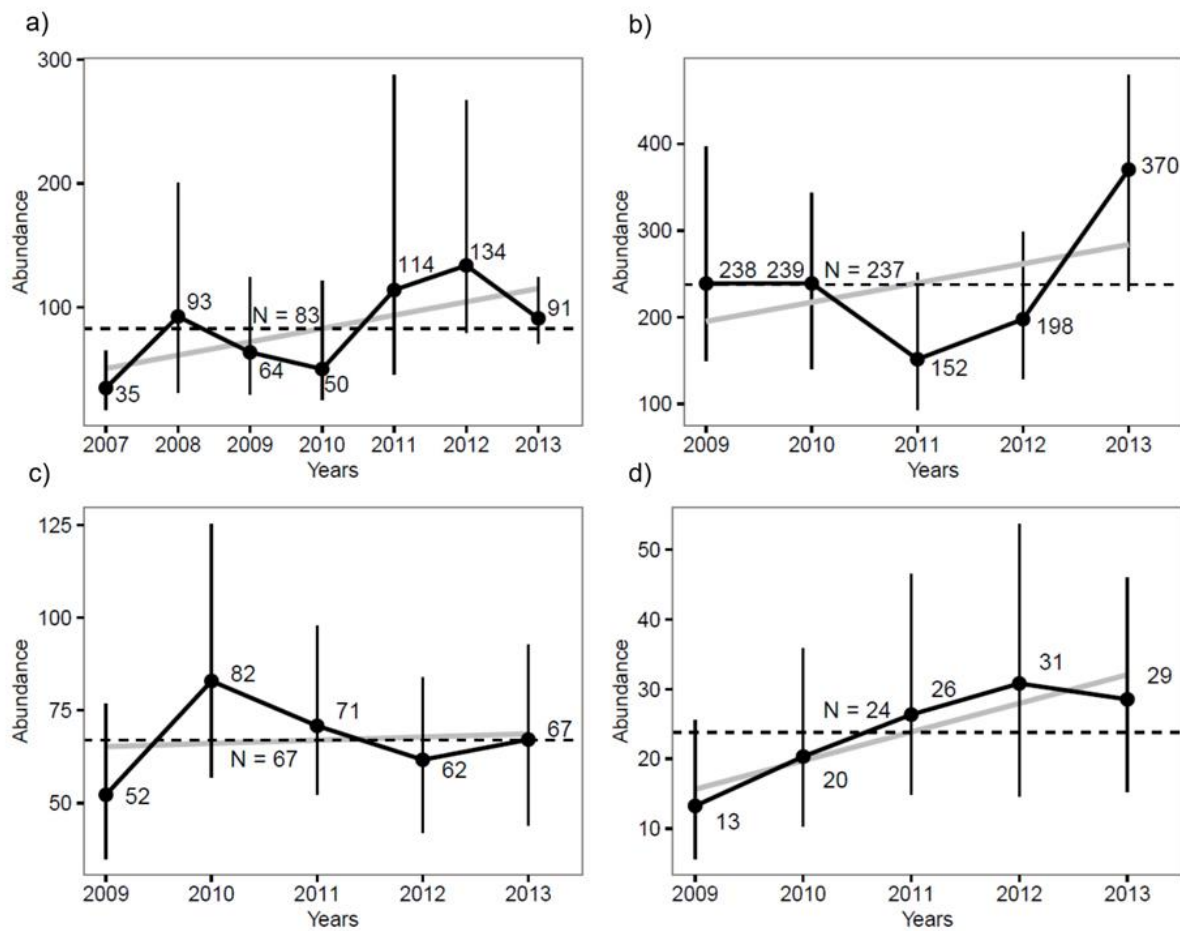 a)
300
200
100
Abundance
35
93
64
N = 83
50
114
134
91
2007 2008 2009 2010 2011 2012 2013
Years
b)
400
300
200
100
Abundance
238 239 N = 237
152
198
370
2009 2010 2011 2012 2013
Years
c)
125
100
75
50
Abundance
52
82
N = 67
71
62
67
2009 2010 2011 2012 2013
Years
d)
50
40
30
20
10
Abundance
13
20
N = 24
26
31
29
2009 2010 2011 2012 2013
Years